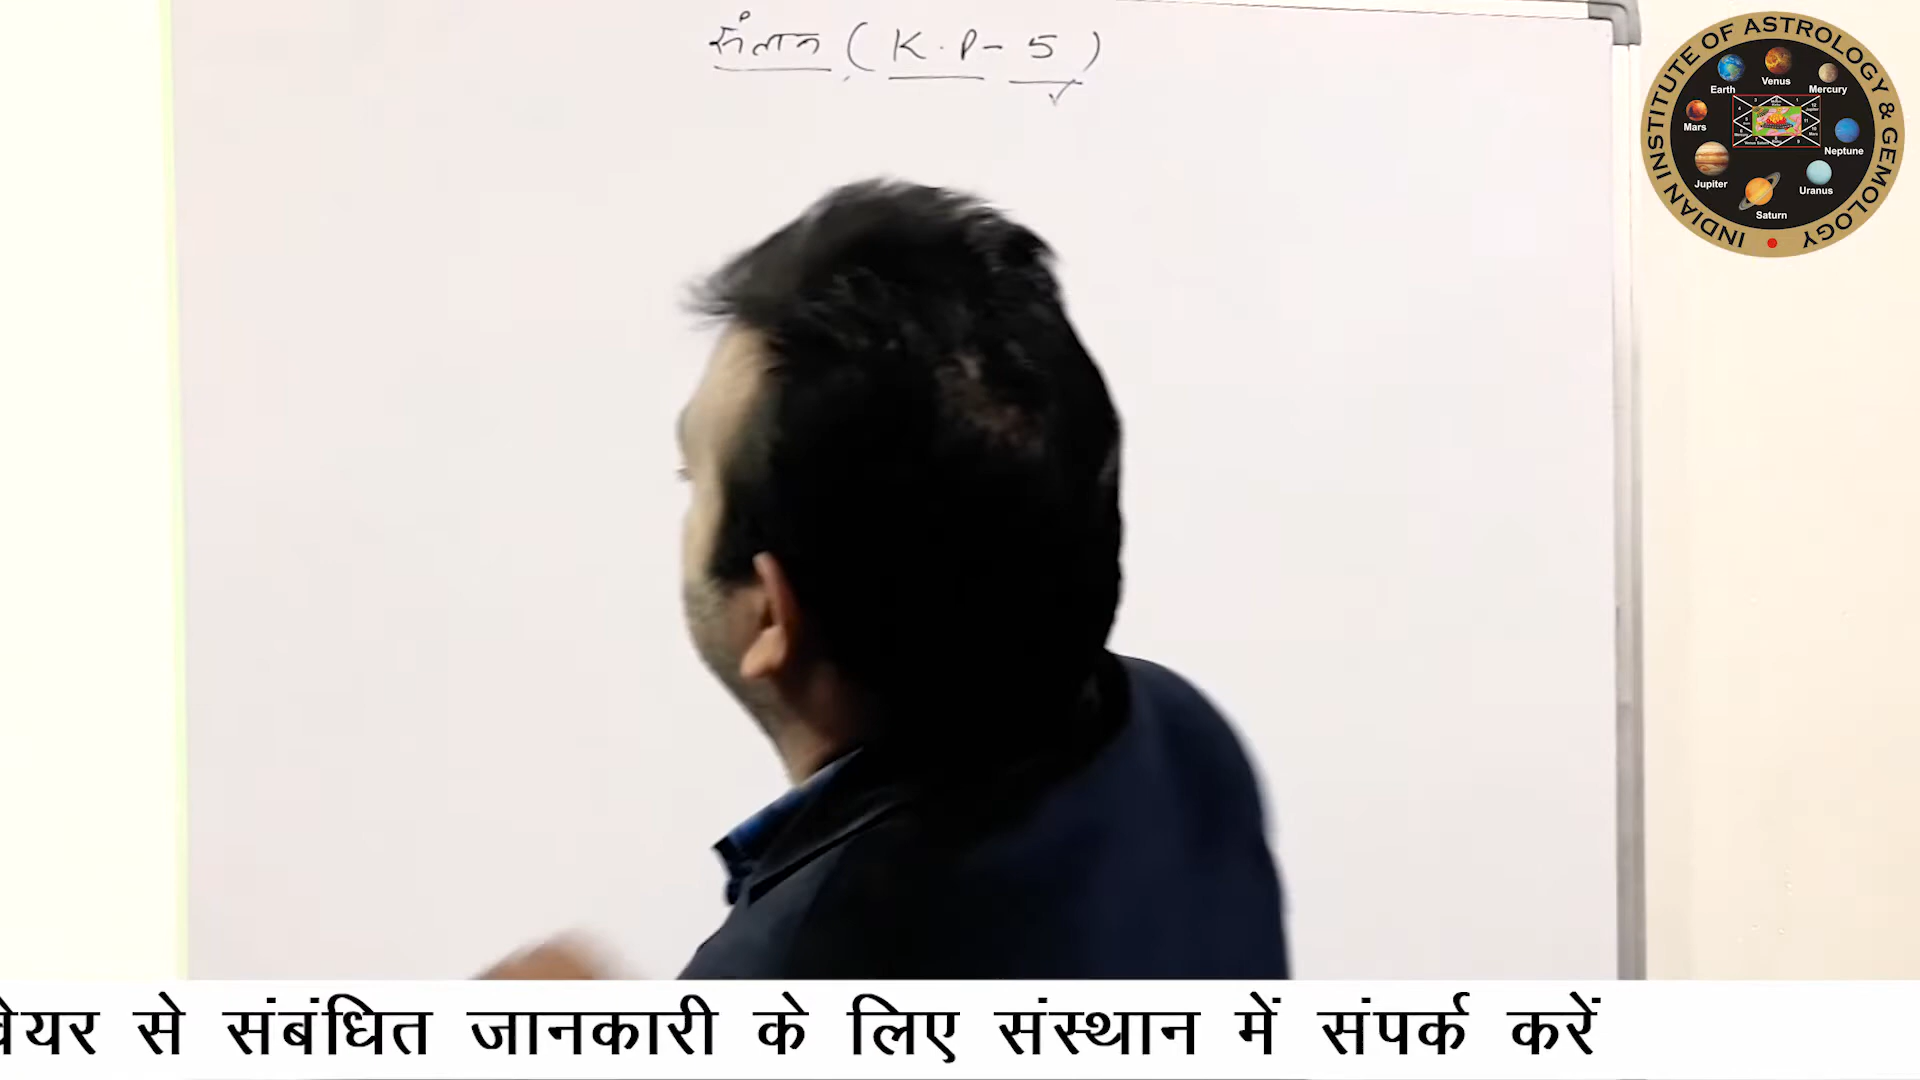 संतान (K.P-5)
INDIAN INSTITUTE OF ASTROLOGY & GEMOLOGY
Earth
Venus
Mercury
Mars
Neptune
Jupiter
Uranus
Saturn
वेयर से संबंधित जानकारी के लिए संस्थान में संपर्क करें